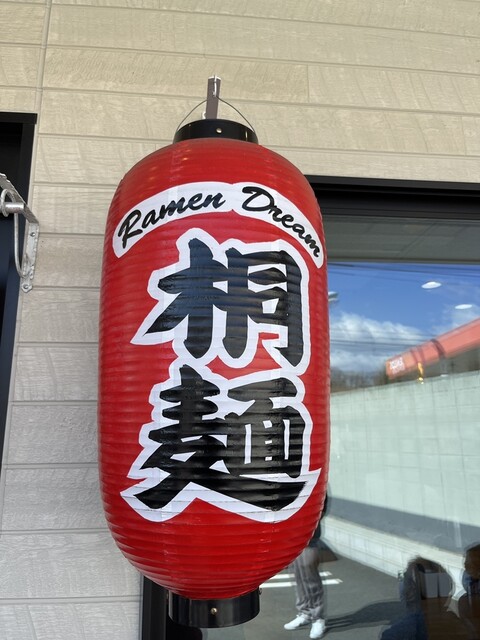 Ramen Dream
桐麺